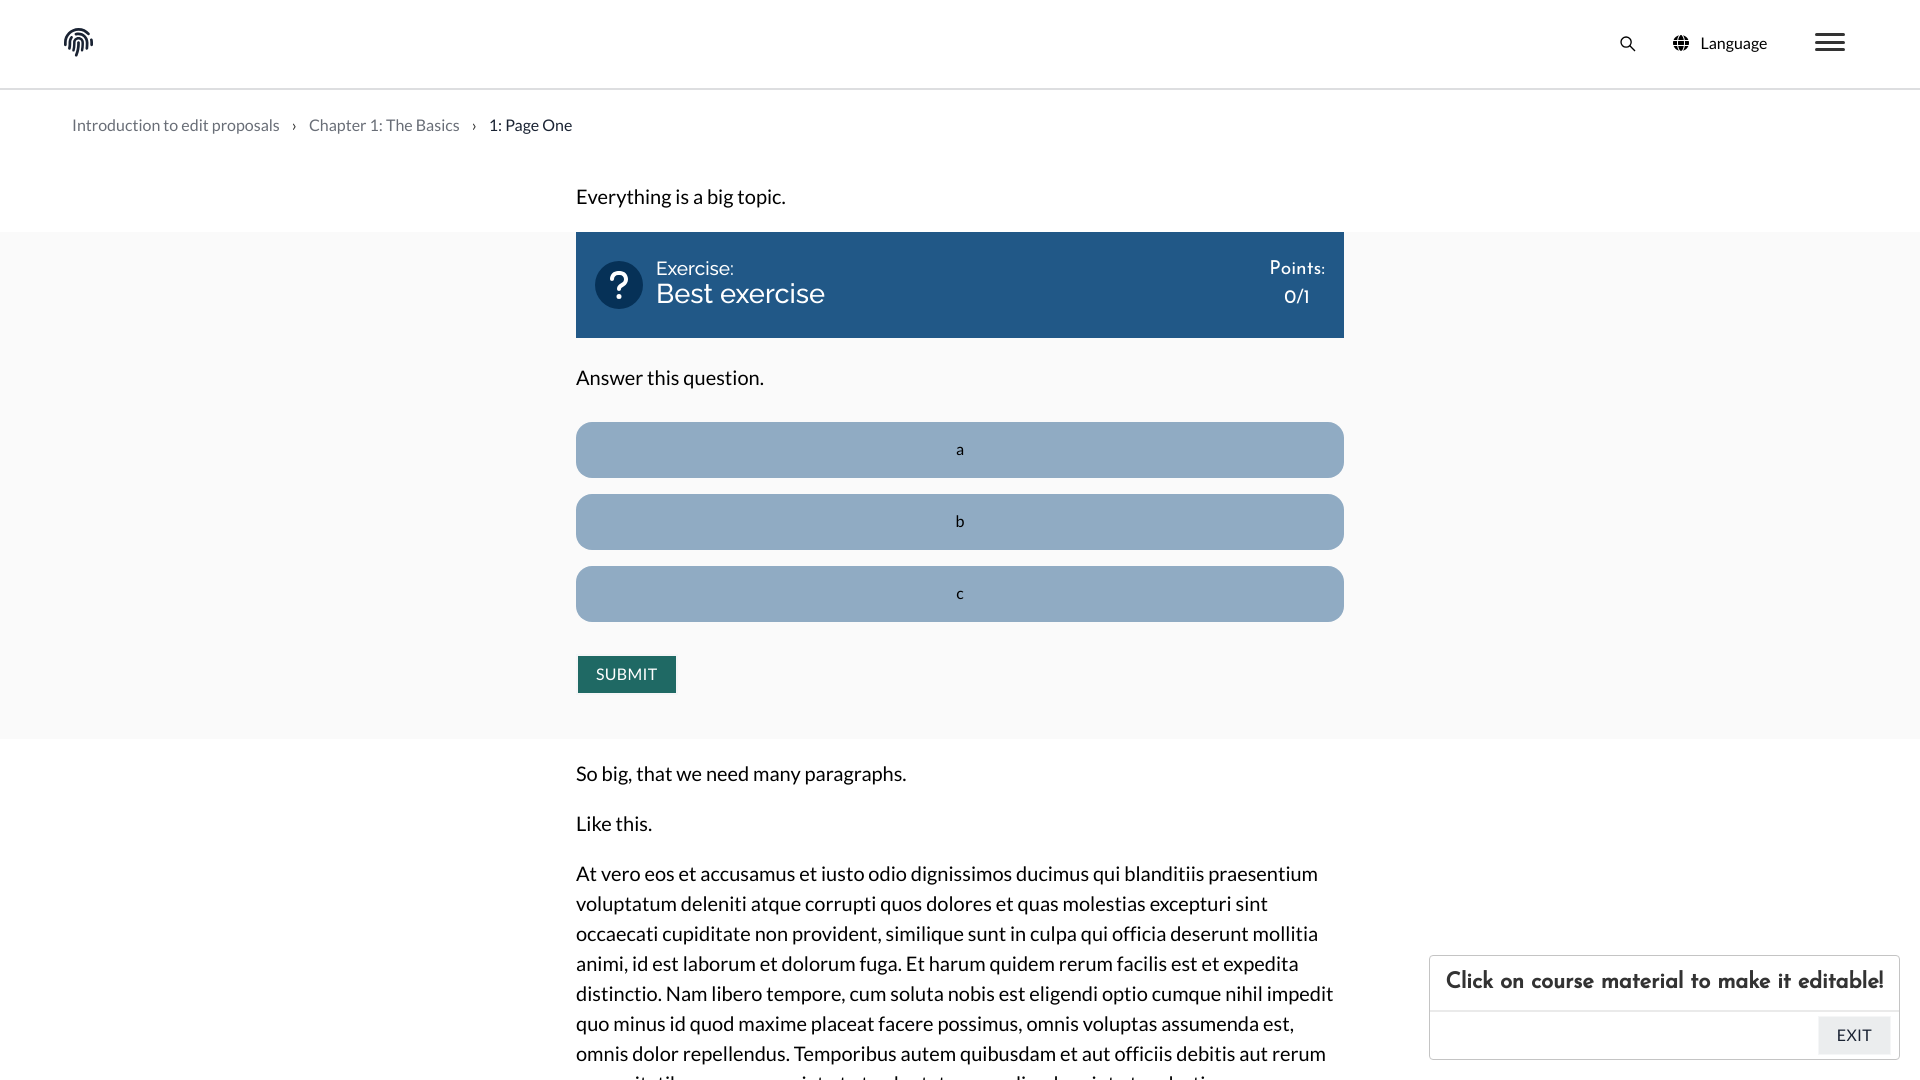 Language
Introduction to edit proposals › Chapter 1: The Basics › 1: Page One
Everything is a big topic.
?
Exercise:
Best exercise
Points:
0/1
Answer this question.
a
b
c
SUBMIT
So big, that we need many paragraphs.
Like this.
At vero eos et accusamus et iusto odio dignissimos ducimus qui blanditiis praesentium
voluptatum deleniti atque corrupti quos dolores et quas molestias excepturi sint
occaecati cupiditate non provident, similique sunt in culpa qui officia deserunt mollitia
animi, id est laborum et dolorum fuga. Et harum quidem rerum facilis est et expedita
distinctio. Nam libero tempore, cum soluta nobis est eligendi optio cumque nihil impedit
quo minus id quod maxime placeat facere possimus, omnis voluptas assumenda est,
omnis dolor repellendus. Temporibus autem quibusdam et aut officiis debitis aut rerum
Click on course material to make it editable!
EXIT